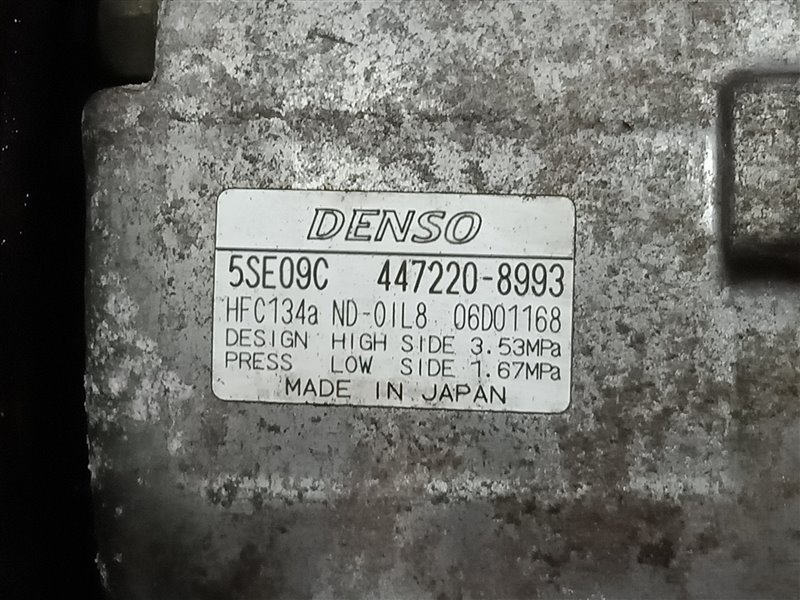 DENSO
5SE09C 447220-8993
HFC134a ND-OIL8 06D01168
DESIGN HIGH SIDE 3.53MPa
PRESS LOW SIDE 1.67MPa
MADE IN JAPAN